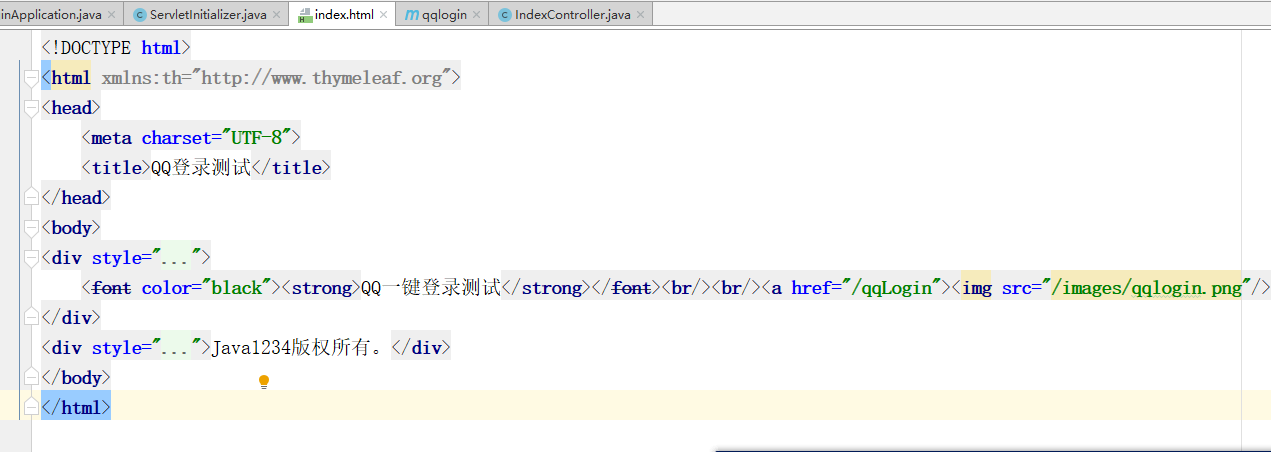 inApplication.java × ServletInitializer.java × index.html × qqlogin × IndexController.java ×
<!DOCTYPE html>
<html xmlns:th="http://www.thymeleaf.org">
<head>
    <meta charset="UTF-8">
    <title>QQ登录测试</title>
</head>
<body>
<div style="...">
    <font color="black"><strong>QQ一键登录测试</strong></font><br/><br/><a href="/qqLogin"><img src="/images/qqlogin.png"/>
</div>
<div style="...">Java1234版权所有。</div>
</body>
</html>